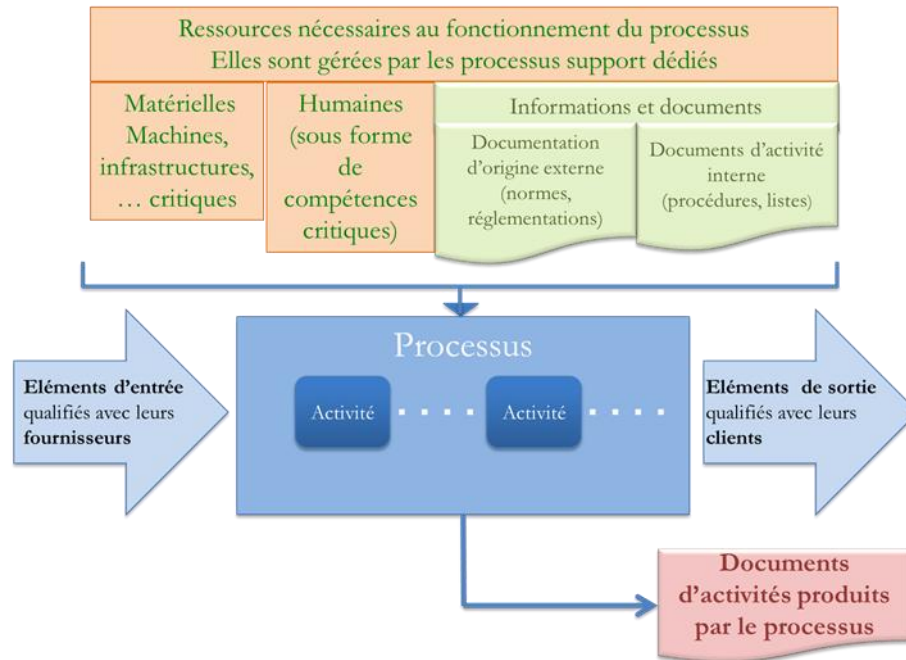 Ressources nécessaires au fonctionnement du processus
Elles sont gérées par les processus support dédiés
Matérielles
Machines,
infrastructures,
… critiques
Humaines
(sous forme
de
compétences
critiques)
Informations et documents
Documentation
d'origine externe
(normes,
réglementations)
Documents d'activité
interne
(procédures, listes)
Processus
Eléments d'entrée
qualifiés avec leurs
fournisseurs
Activité
Activité
Eléments de sortie
qualifiés avec leurs
clients
Documents
d'activités produits
par le processus